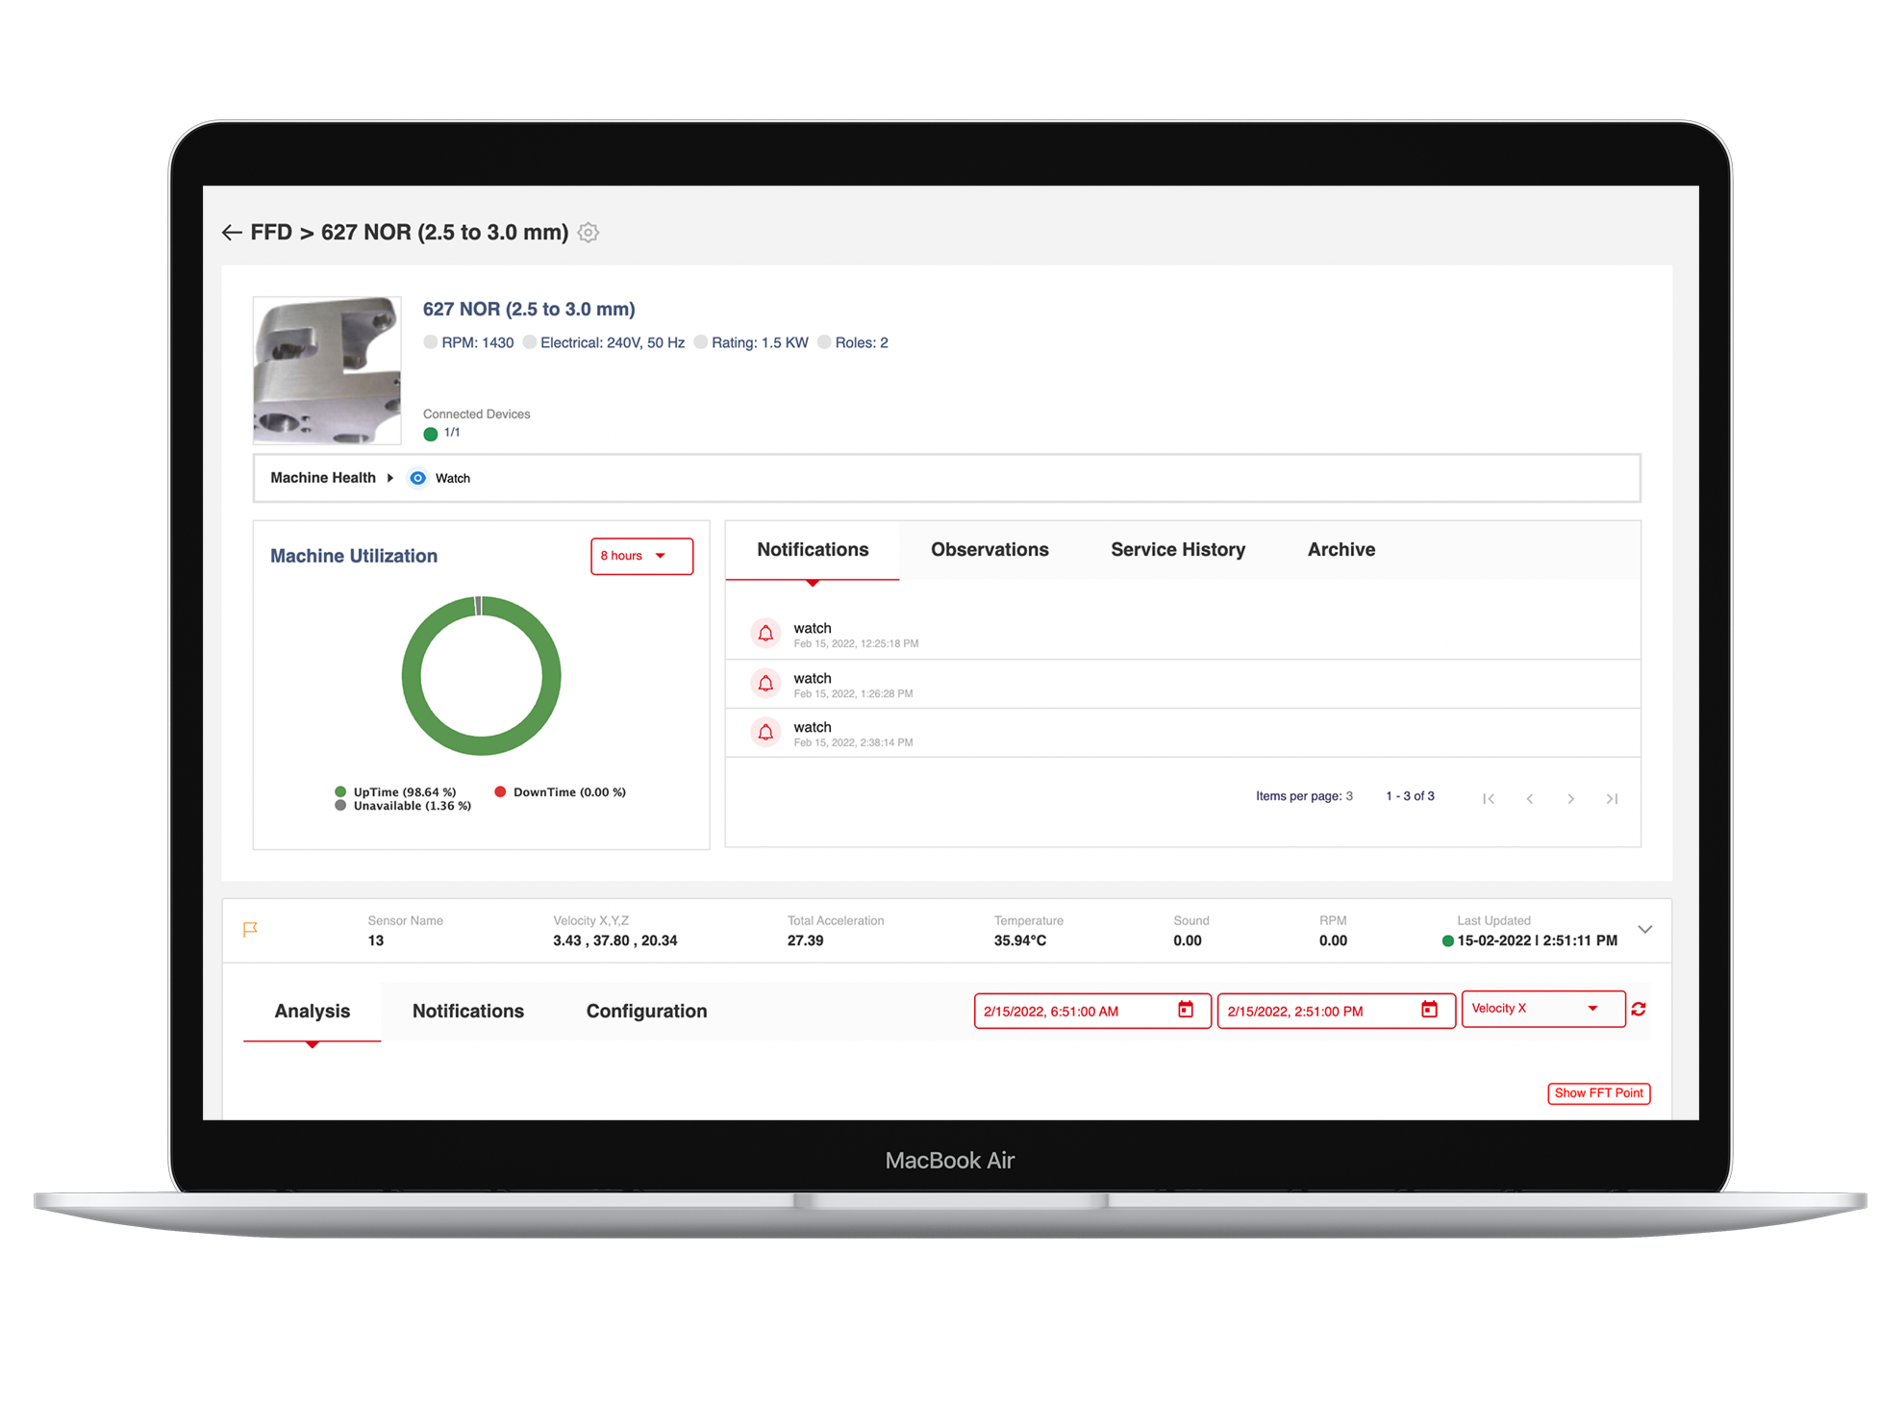 FFD > 627 NOR (2.5 to 3.0 mm)
627 NOR (2.5 to 3.0 mm)
RPM: 1430 Electrical: 240V, 50 Hz Rating: 1.5 KW Roles: 2
Connected Devices
1/1
Machine Health Watch
Machine Utilization
8 hours
UpTime (98.64 %) DownTime (0.00 %)
Unavailable (1.36 %)
Notifications Observations Service History Archive
watch
Feb 15, 2022, 12:25:18 PM
watch
Feb 15, 2022, 1:26:28 PM
watch
Feb 15, 2022, 2:38:14 PM
Items per page: 3 1 - 3 of 3
Sensor Name Velocity X,Y,Z Total Acceleration Temperature Sound RPM Last Updated
13 3.43 , 37.80 , 20.34 27.39 35.94°C 0.00 0.00 15-02-2022 | 2:51:11 PM
Analysis Notifications Configuration 2/15/2022, 6:51:00 AM 2/15/2022, 2:51:00 PM Velocity X
Show FFT Point
MacBook Air